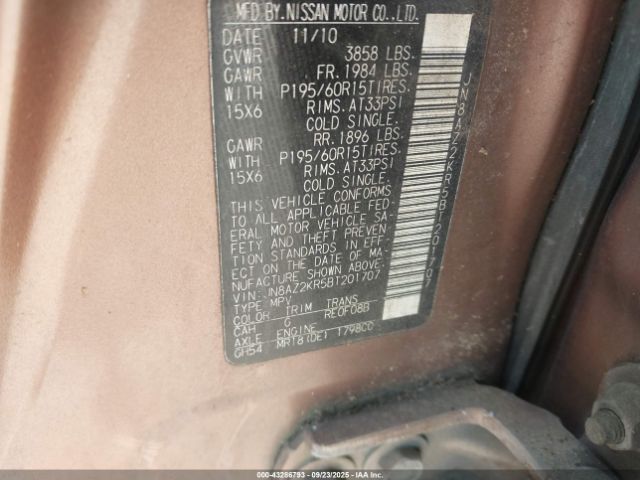 MFD BY. NISSAN MOTOR CO., LTD.
DATE 11/10
GVWR 3858 LBS.
GAWR FR. 1984 LBS.
WITH P195/60R15TIRES.
15X6 RIMS. AT33PSI
COLD SINGLE.
GAWR RR. 1896 LBS.
WITH P195/60R15TIRES.
15X6 RIMS. AT33PSI
COLD SINGLE.
THIS VEHICLE CONFORMS
TO ALL APPLICABLE FED-
ERAL MOTOR VEHICLE SA-
FETY AND THEFT PREVEN-
TION STANDARDS IN EFF-
ECT ON THE DATE OF MA-
NUFACTURE SHOWN ABOVE.
VIN: JN8AZ2KR5BT201707
TYPE: MPV
COLOR TRIM TRANS
CAH G RE0F08B
AXLE ENGINE
GH54 MR18(DE) 1798CC
JN8AZ2KR5BT201707
000-43286793 - 09/23/2025 - IAA Inc.